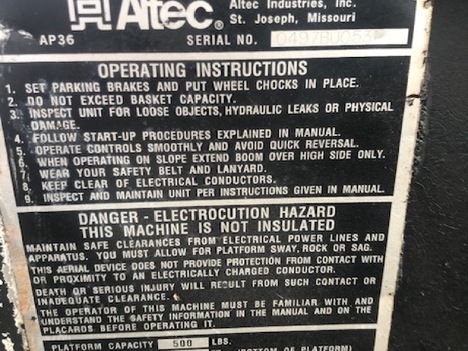 Altec Altec Industries, Inc.
St. Joseph, Missouri
AP36 SERIAL NO. 0497BU053
OPERATING INSTRUCTIONS
1. SET PARKING BRAKES AND PUT WHEEL CHOCKS IN PLACE.
2. DO NOT EXCEED BASKET CAPACITY.
3. INSPECT UNIT FOR LOOSE OBJECTS, HYDRAULIC LEAKS OR PHYSICAL
DAMAGE.
4. FOLLOW START-UP PROCEDURES EXPLAINED IN MANUAL.
5. OPERATE CONTROLS SMOOTHLY AND AVOID QUICK REVERSAL.
6. WHEN OPERATING ON SLOPE EXTEND BOOM OVER HIGH SIDE ONLY.
7. WEAR YOUR SAFETY BELT AND LANYARD.
8. KEEP CLEAR OF ELECTRICAL CONDUCTORS.
9. INSPECT AND MAINTAIN UNIT PER INSTRUCTIONS GIVEN IN MANUAL.
DANGER - ELECTROCUTION HAZARD
THIS MACHINE IS NOT INSULATED
MAINTAIN SAFE CLEARANCES FROM ELECTRICAL POWER LINES AND
APPARATUS. YOU MUST ALLOW FOR PLATFORM SWAY, ROCK OR SAG.
THIS AERIAL DEVICE DOES NOT PROVIDE PROTECTION FROM CONTACT WITH
OR PROXIMITY TO AN ELECTRICALLY CHARGED CONDUCTOR.
DEATH OR SERIOUS INJURY WILL RESULT FROM SUCH CONTACT OR
INADEQUATE CLEARANCE.
THE OPERATOR OF THIS MACHINE MUST BE FAMILIAR WITH AND
UNDERSTAND THE SAFETY INFORMATION IN THE MANUAL AND ON THE
PLACARDS BEFORE OPERATING IT.
PLATFORM CAPACITY 500 LBS.
(BOTTOM OF PLATFORM)